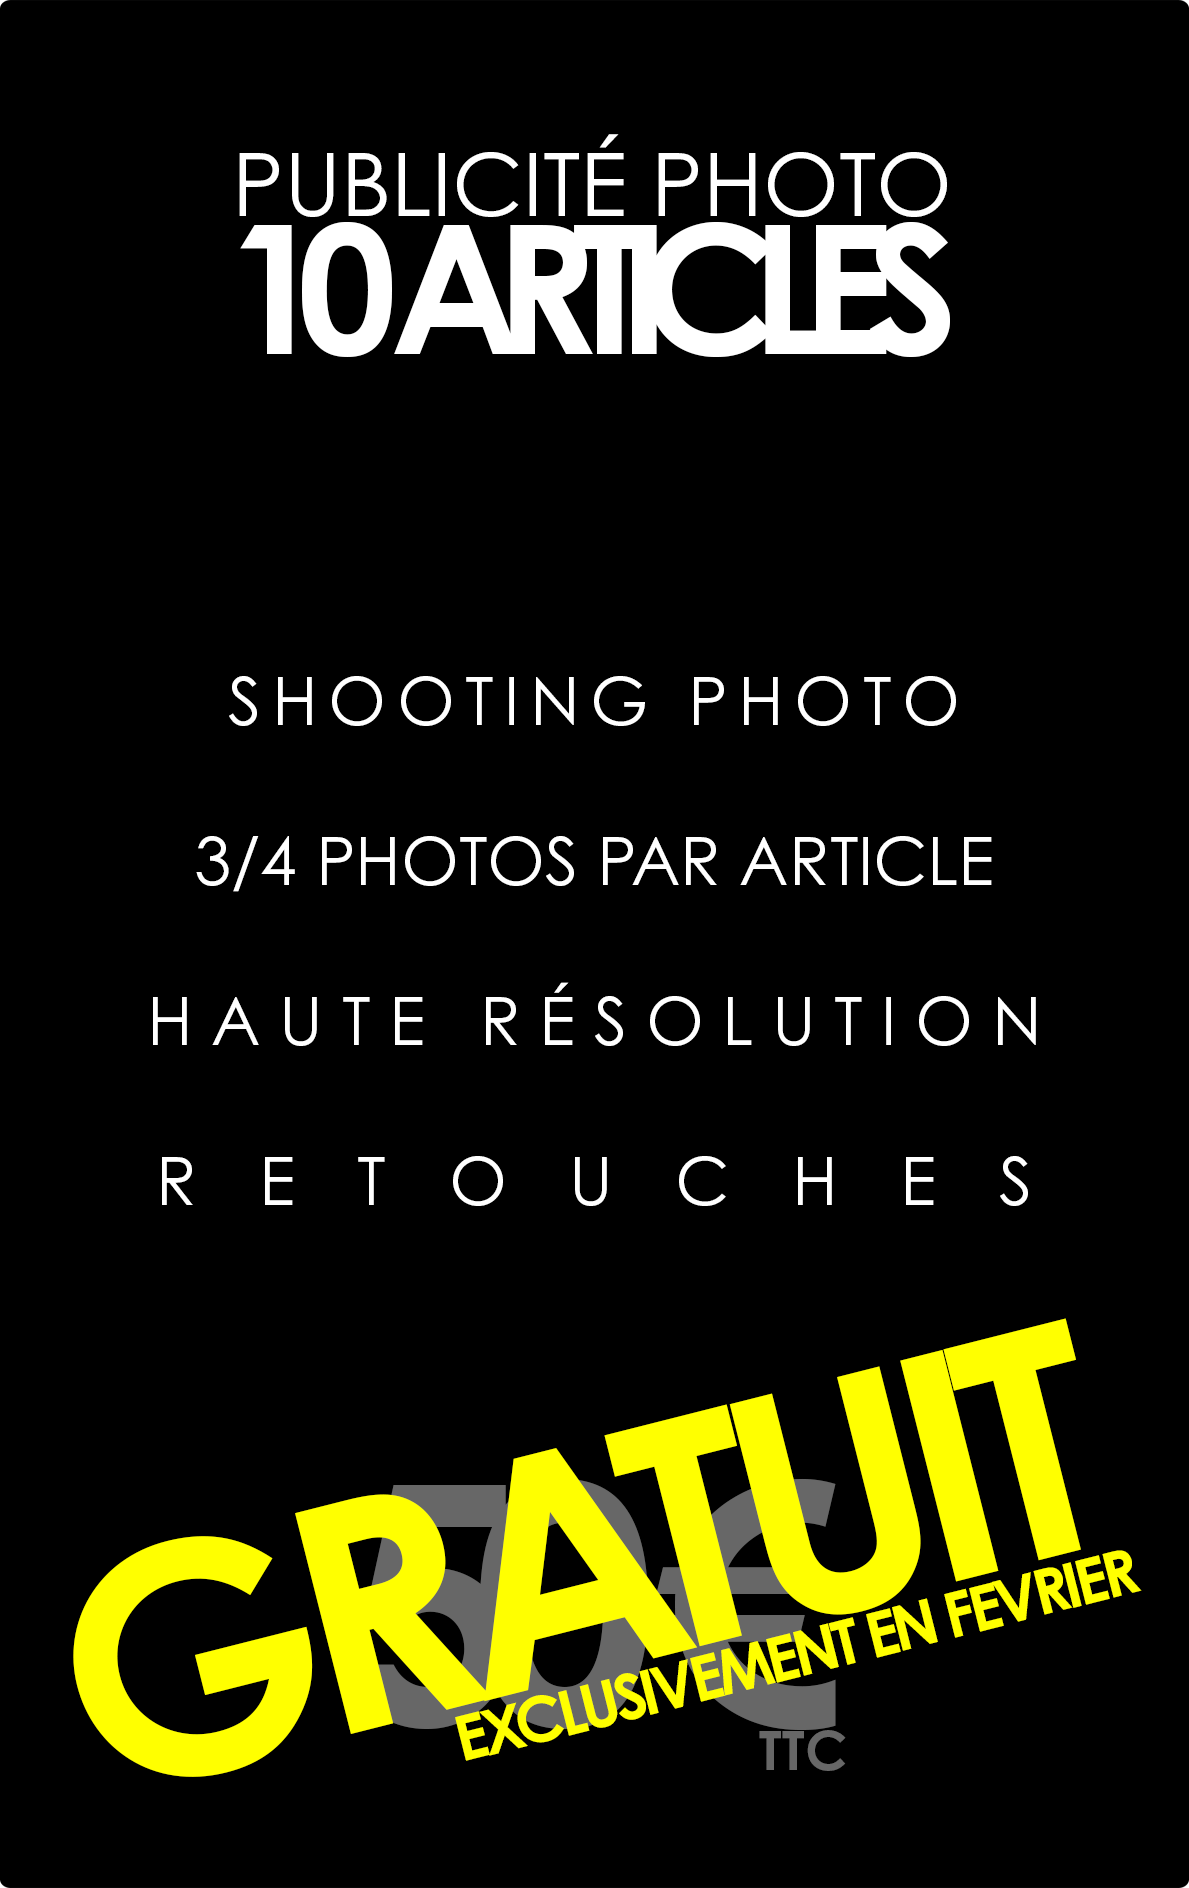 PUBLICITÉ PHOTO
10 ARTICLES
SHOOTING PHOTO
3/4 PHOTOS PAR ARTICLE
HAUTE RÉSOLUTION
RETOUCHES
50€
TTC
GRATUIT
EXCLUSIVEMENT EN FEVRIER